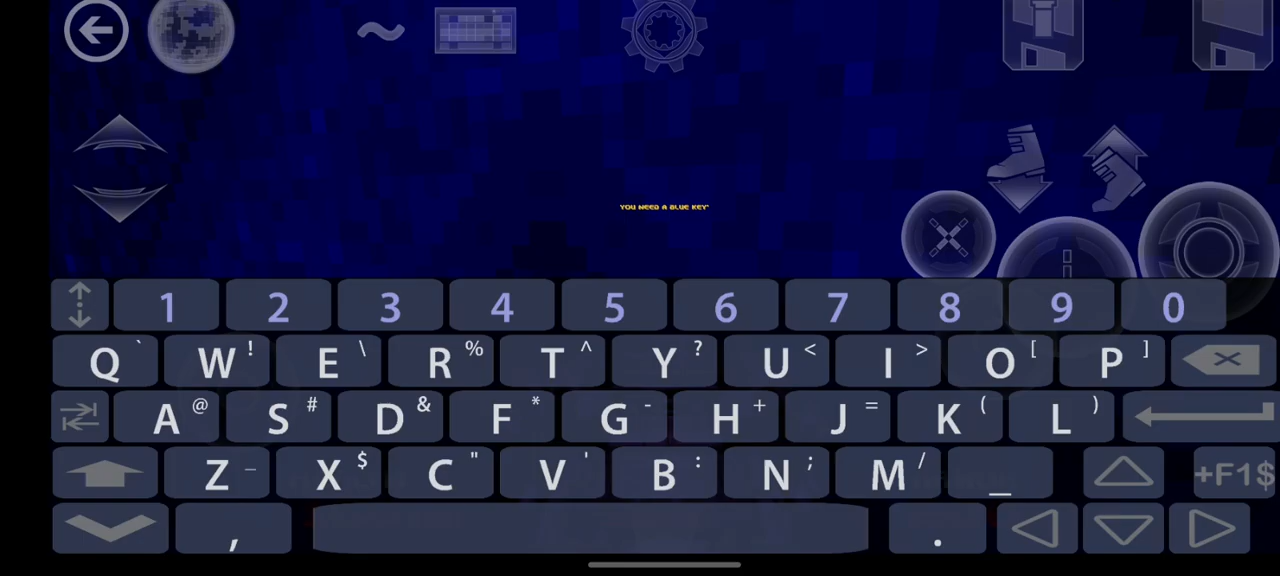 YOU NEED A BLUE KEY
1 2 3 4 5 6 7 8 9 0
Q ` W ! E \ R % T ^ Y ? U < I > O [ P ]
A @ S # D & F * G - H + J = K ( L )
Z _ X $ C " V ' B : N ; M / _ +F1$
, .